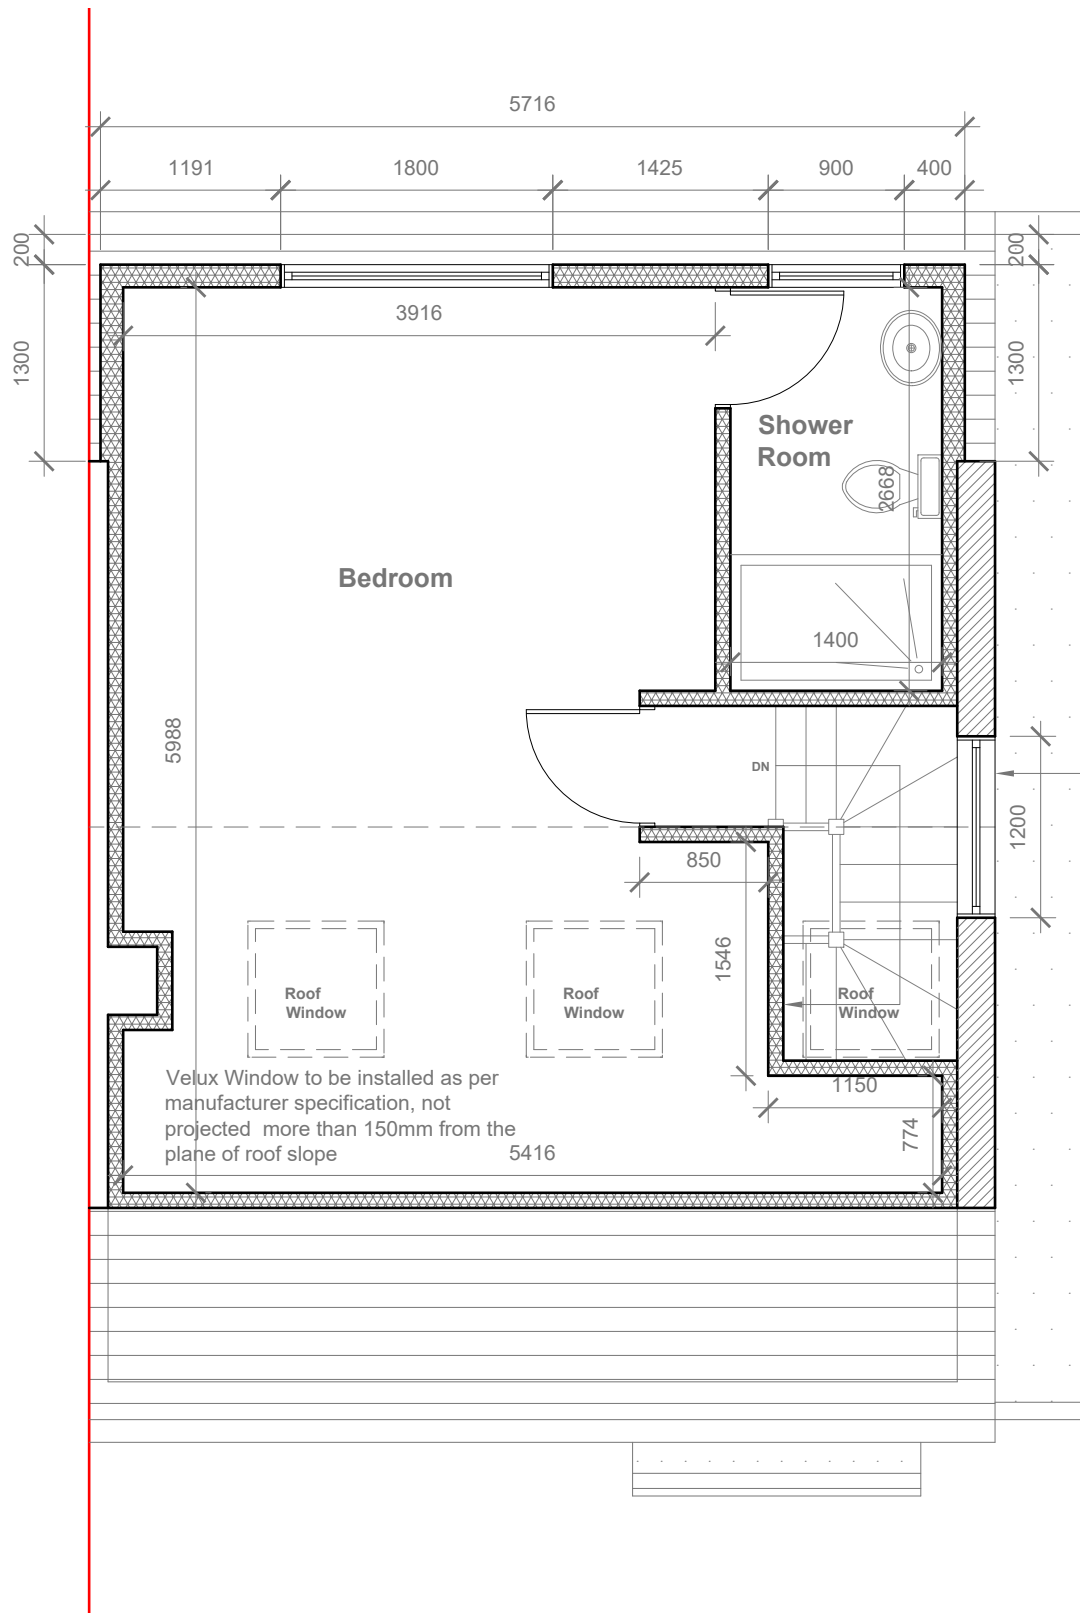 5716
1191
1800
1425
900
400
200
200
3916
1300
1300
Shower
Room
2668
Bedroom
1400
5988
DN
1200
850
1546
Roof
Window
Roof
Window
Roof
Window
Velux Window to be installed as per
manufacturer specification, not
projected more than 150mm from the
plane of roof slope
5416
1150
774